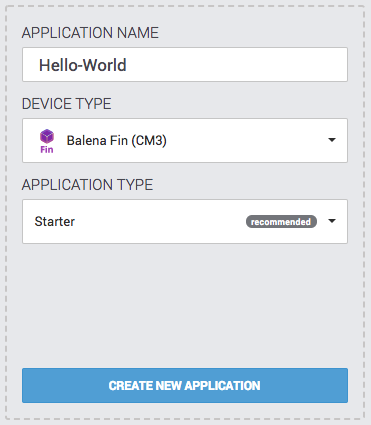 APPLICATION NAME
Hello-World
DEVICE TYPE
Fin
Balena Fin (CM3)
APPLICATION TYPE
Starter recommended
CREATE NEW APPLICATION